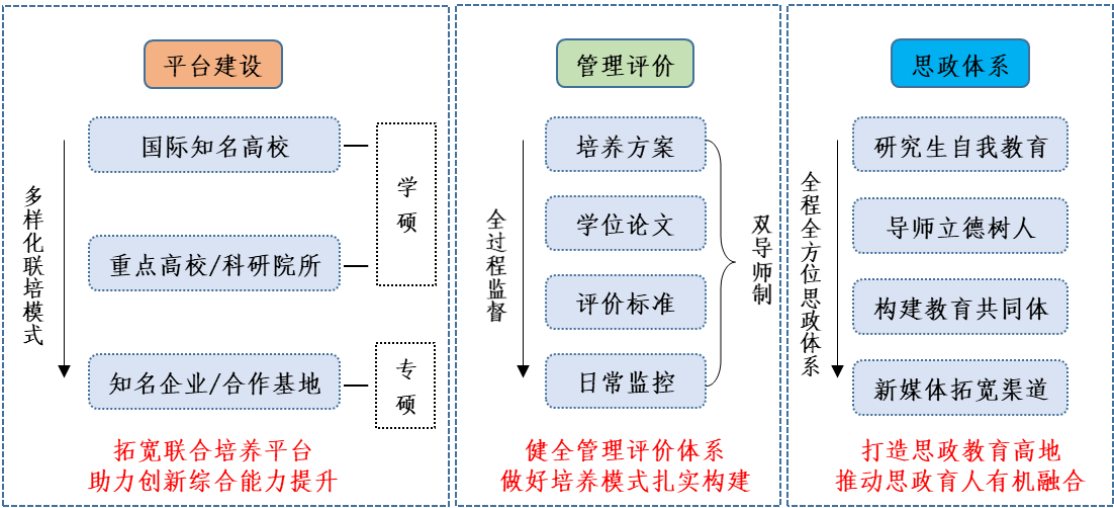 平台建设
多样化联培模式
国际知名高校
重点高校/科研院所
知名企业/合作基地
学硕
专硕
拓宽联合培养平台
助力创新综合能力提升
管理评价
全过程监督
培养方案
学位论文
评价标准
日常监控
双导师制
健全管理评价体系
做好培养模式扎实构建
思政体系
全程全方位思政体系
研究生自我教育
导师立德树人
构建教育共同体
新媒体拓宽渠道
打造思政教育高地
推动思政育人有机融合